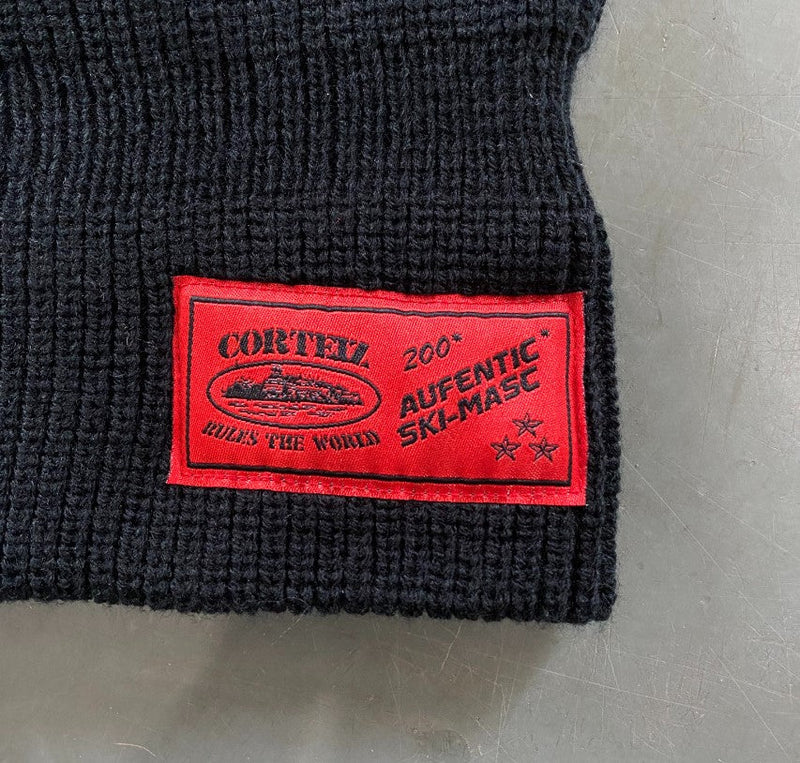 CORTEIZ
RULES THE WORLD
200*
AUFENTIC*
SKI-MASC